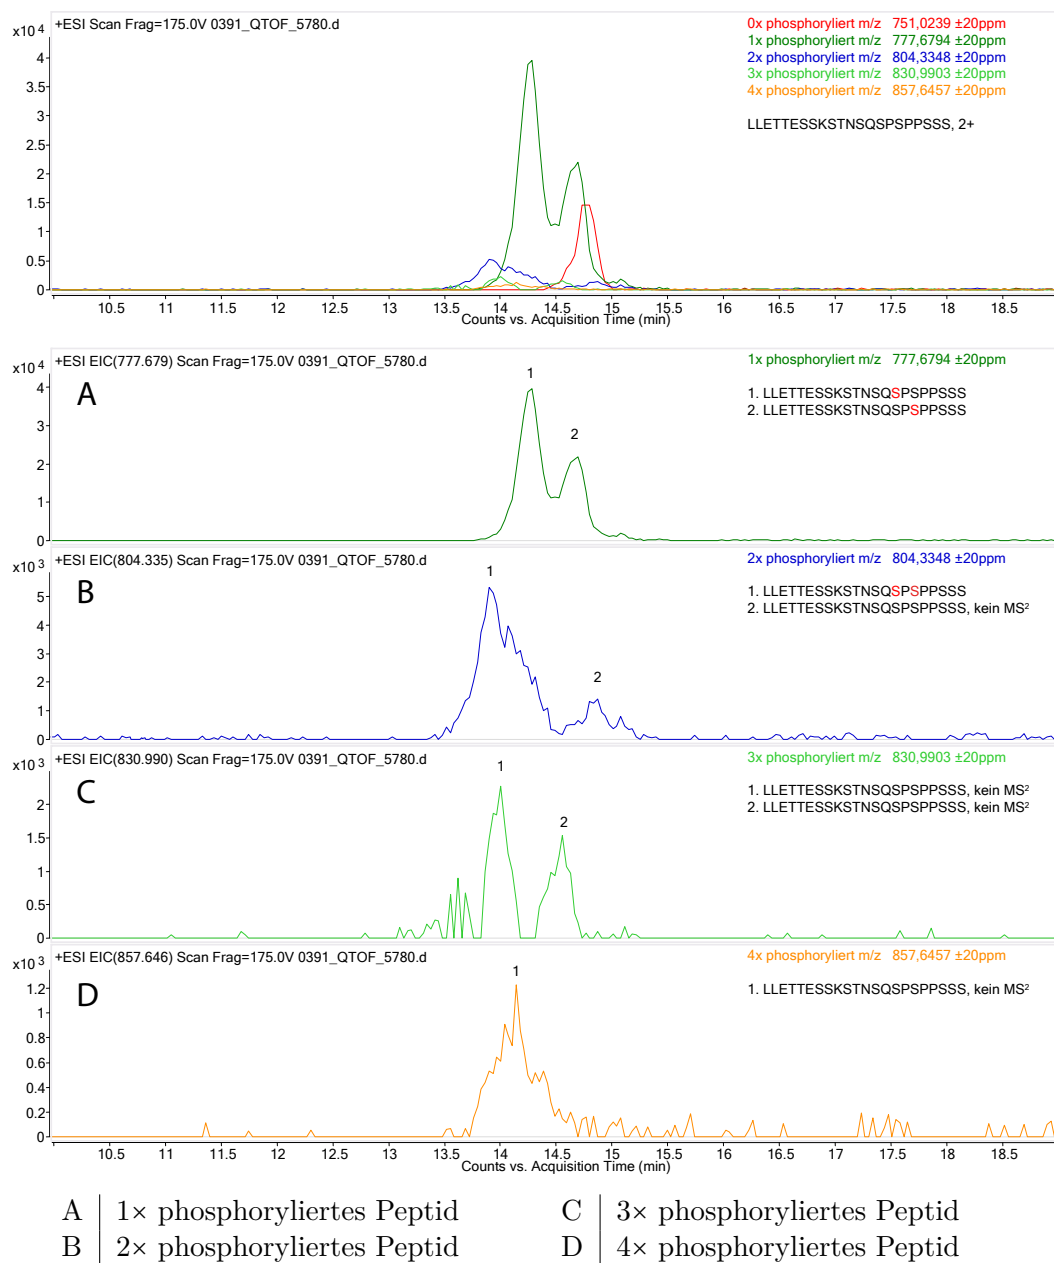 +ESI Scan Frag=175.0V 0391_QTOF_5780.d
0x phosphoryliert m/z 751,0239 ±20ppm
1x phosphoryliert m/z 777,6794 ±20ppm
2x phosphoryliert m/z 804,3348 ±20ppm
3x phosphoryliert m/z 830,9903 ±20ppm
4x phosphoryliert m/z 857,6457 ±20ppm
LLETTESSKSTNSQSPSPPSSS, 2+
x10⁴
4
3.5
3
2.5
2
1.5
1
0.5
0
10.5 11 11.5 12 12.5 13 13.5 14 14.5 15 15.5 16 16.5 17 17.5 18 18.5
Counts vs. Acquisition Time (min)
+ESI EIC(777.679) Scan Frag=175.0V 0391_QTOF_5780.d
1x phosphoryliert m/z 777,6794 ±20ppm
1. LLETTESSKSTNSQSPSPPSSS
2. LLETTESSKSTNSQSPSPPSSS
x10⁴
A
1
2
4
3
2
1
0
+ESI EIC(804.335) Scan Frag=175.0V 0391_QTOF_5780.d
2x phosphoryliert m/z 804,3348 ±20ppm
1. LLETTESSKSTNSQSPSPPSSS
2. LLETTESSKSTNSQSPSPPSSS, kein MS²
x10³
B
1
2
5
4
3
2
1
0
+ESI EIC(830.990) Scan Frag=175.0V 0391_QTOF_5780.d
3x phosphoryliert m/z 830,9903 ±20ppm
1. LLETTESSKSTNSQSPSPPSSS, kein MS²
2. LLETTESSKSTNSQSPSPPSSS, kein MS²
x10³
C
1
2
2
1.5
1
0.5
0
+ESI EIC(857.646) Scan Frag=175.0V 0391_QTOF_5780.d
4x phosphoryliert m/z 857,6457 ±20ppm
1. LLETTESSKSTNSQSPSPPSSS, kein MS²
x10³
D
1
1.2
1
0.8
0.6
0.4
0.2
0
10.5 11 11.5 12 12.5 13 13.5 14 14.5 15 15.5 16 16.5 17 17.5 18 18.5
Counts vs. Acquisition Time (min)
A 1× phosphoryliertes Peptid C 3× phosphoryliertes Peptid
B 2× phosphoryliertes Peptid D 4× phosphoryliertes Peptid